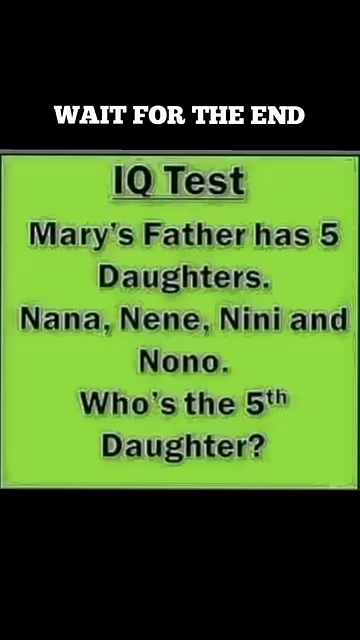 WAIT FOR THE END
IQ Test
Mary's Father has 5
Daughters.
Nana, Nene, Nini and
Nono.
Who's the 5th
Daughter?